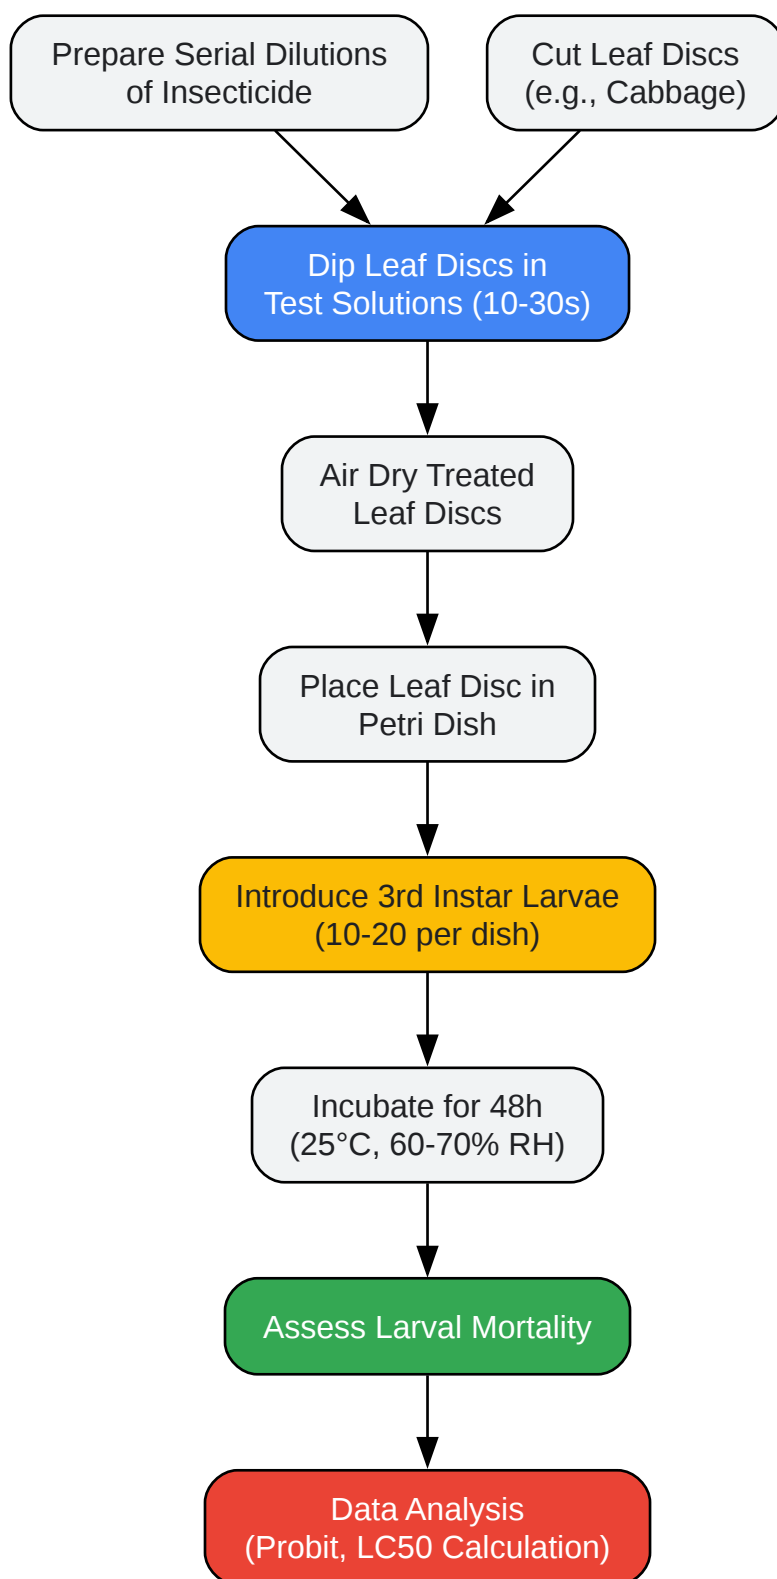 Prepare Serial Dilutions
of Insecticide
Cut Leaf Discs
(e.g., Cabbage)
Dip Leaf Discs in
Test Solutions (10-30s)
Air Dry Treated
Leaf Discs
Place Leaf Disc in
Petri Dish
Introduce 3rd Instar Larvae
(10-20 per dish)
Incubate for 48h
(25°C, 60-70% RH)
Assess Larval Mortality
Data Analysis
(Probit, LC50 Calculation)